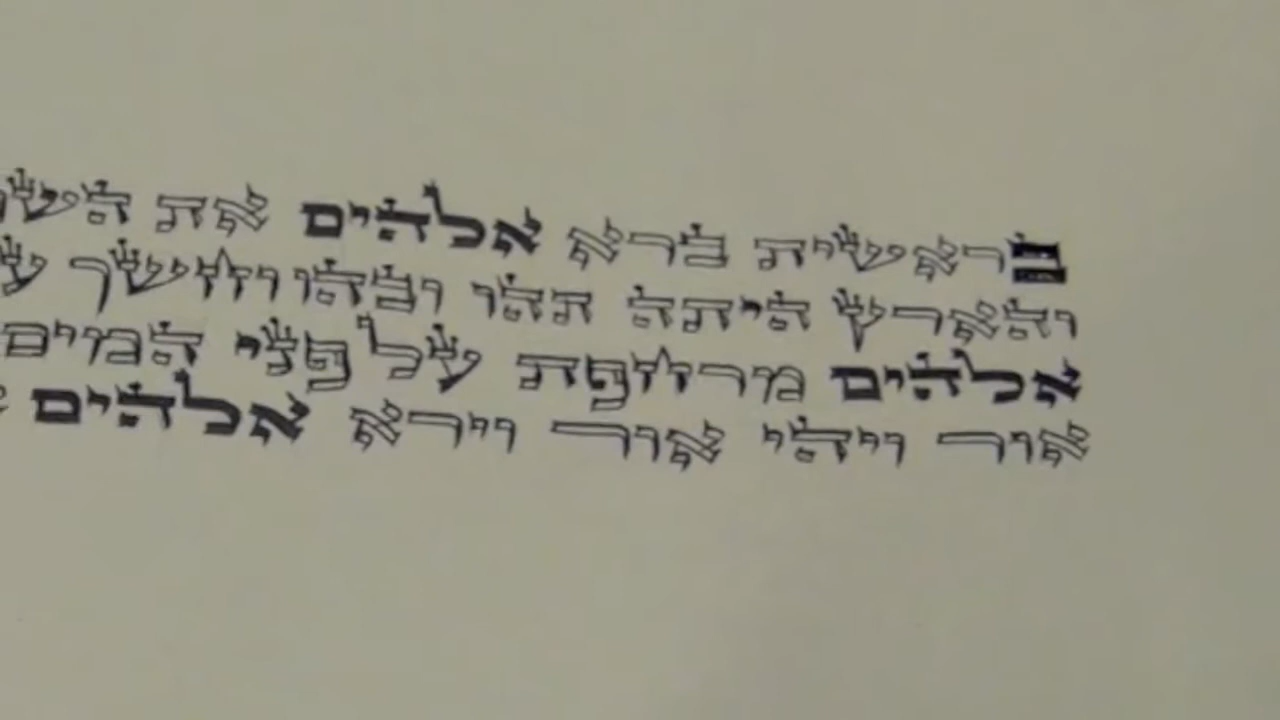 בראשית ברא אלהים את
והארץ היתה תהו ובהו וחשך
אלהים מרחפת על פני המים
אור ויהי אור וירא אלהים